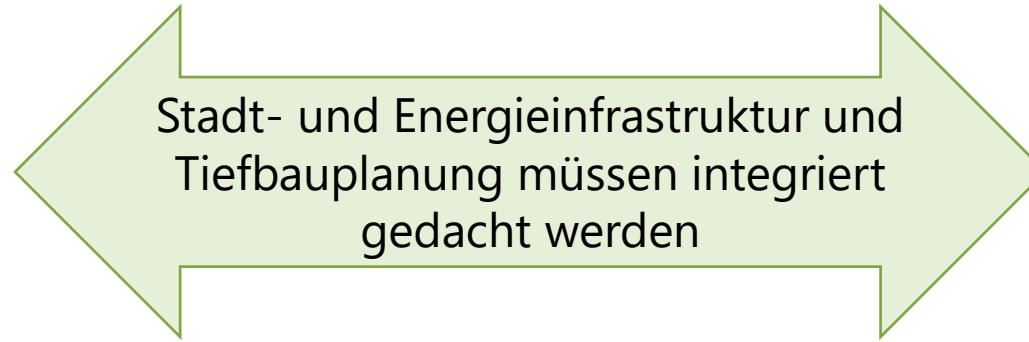 Stadt- und Energieinfrastruktur und
Tiefbauplanung müssen integriert
gedacht werden